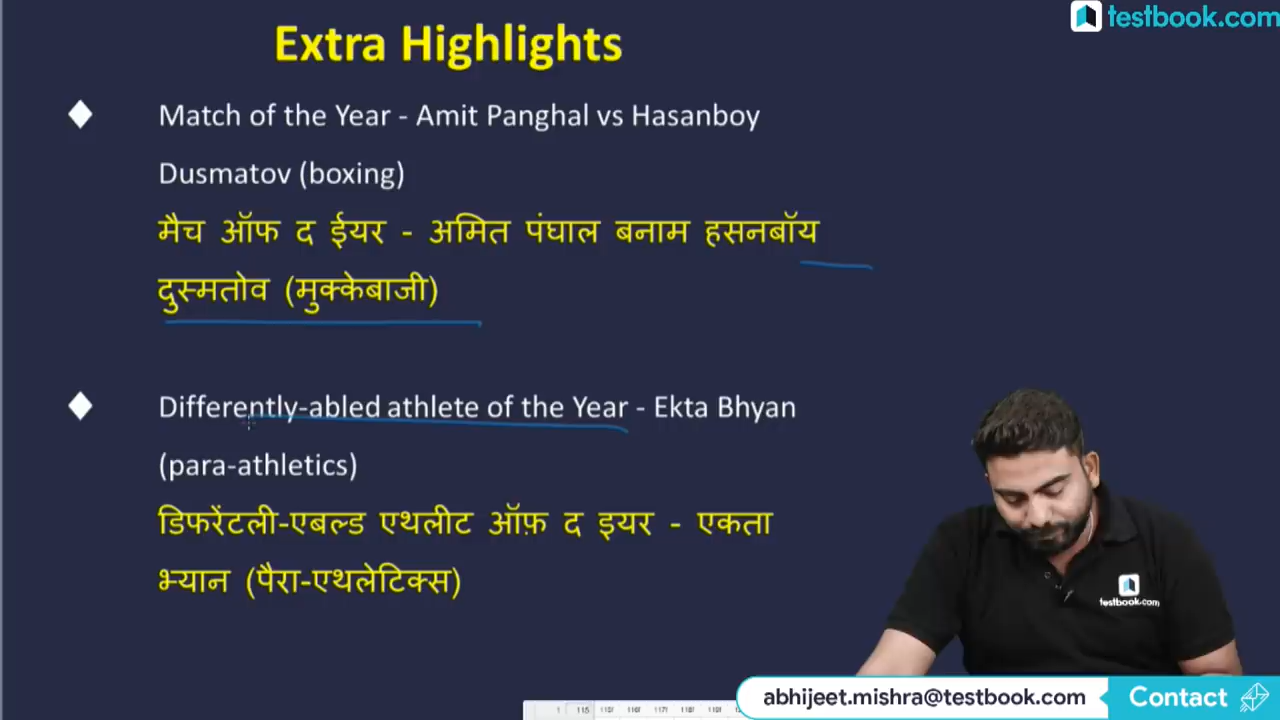 testbook.com
Extra Highlights
Match of the Year - Amit Panghal vs Hasanboy
Dusmatov (boxing)
मैच ऑफ द ईयर - अमित पंघाल बनाम हसनबॉय
दुस्मतोव (मुक्केबाजी)
Differently-abled athlete of the Year - Ekta Bhyan
(para-athletics)
डिफरेंटली-एबल्ड एथलीट ऑफ़ द इयर - एकता
भ्यान (पैरा-एथलेटिक्स)
testbook.com
abhijeet.mishra@testbook.com Contact
1 115